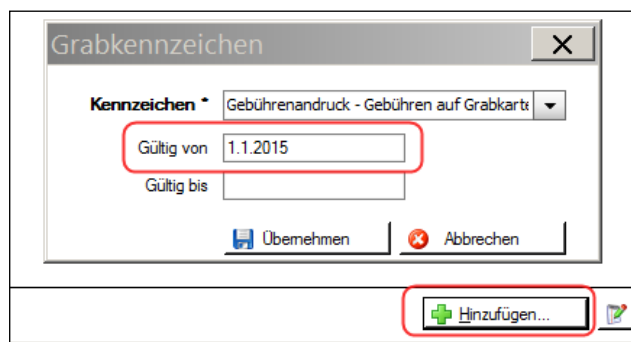 Grabkennzeichen
Kennzeichen * Gebührenandruck - Gebühren auf Grabkarte
Gültig von 1.1.2015
Gültig bis
Übernehmen Abbrechen
Hinzufügen...